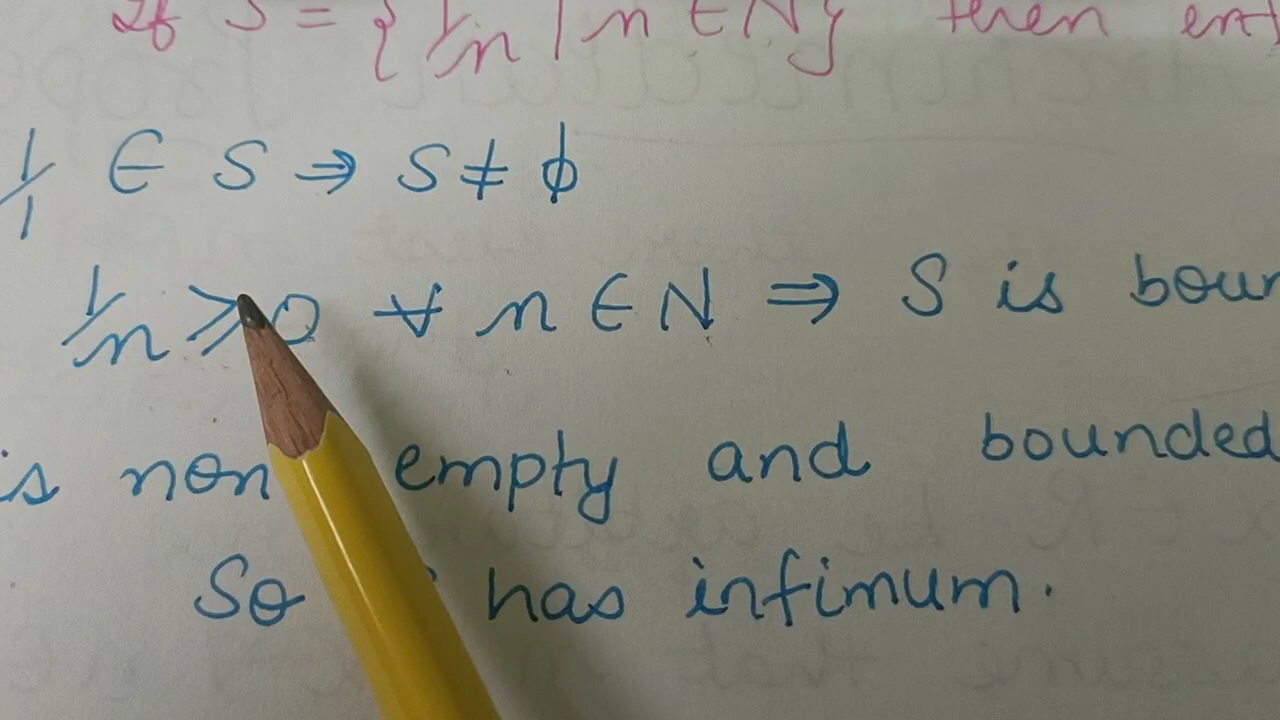 If S = {1/n | n ∈ N} then
1/1 ∈ S ⇒ S ≠ ϕ
1/n ⩾ 0 ∀ n ∈ N ⇒ S is
is non empty and bounded
So has infimum.